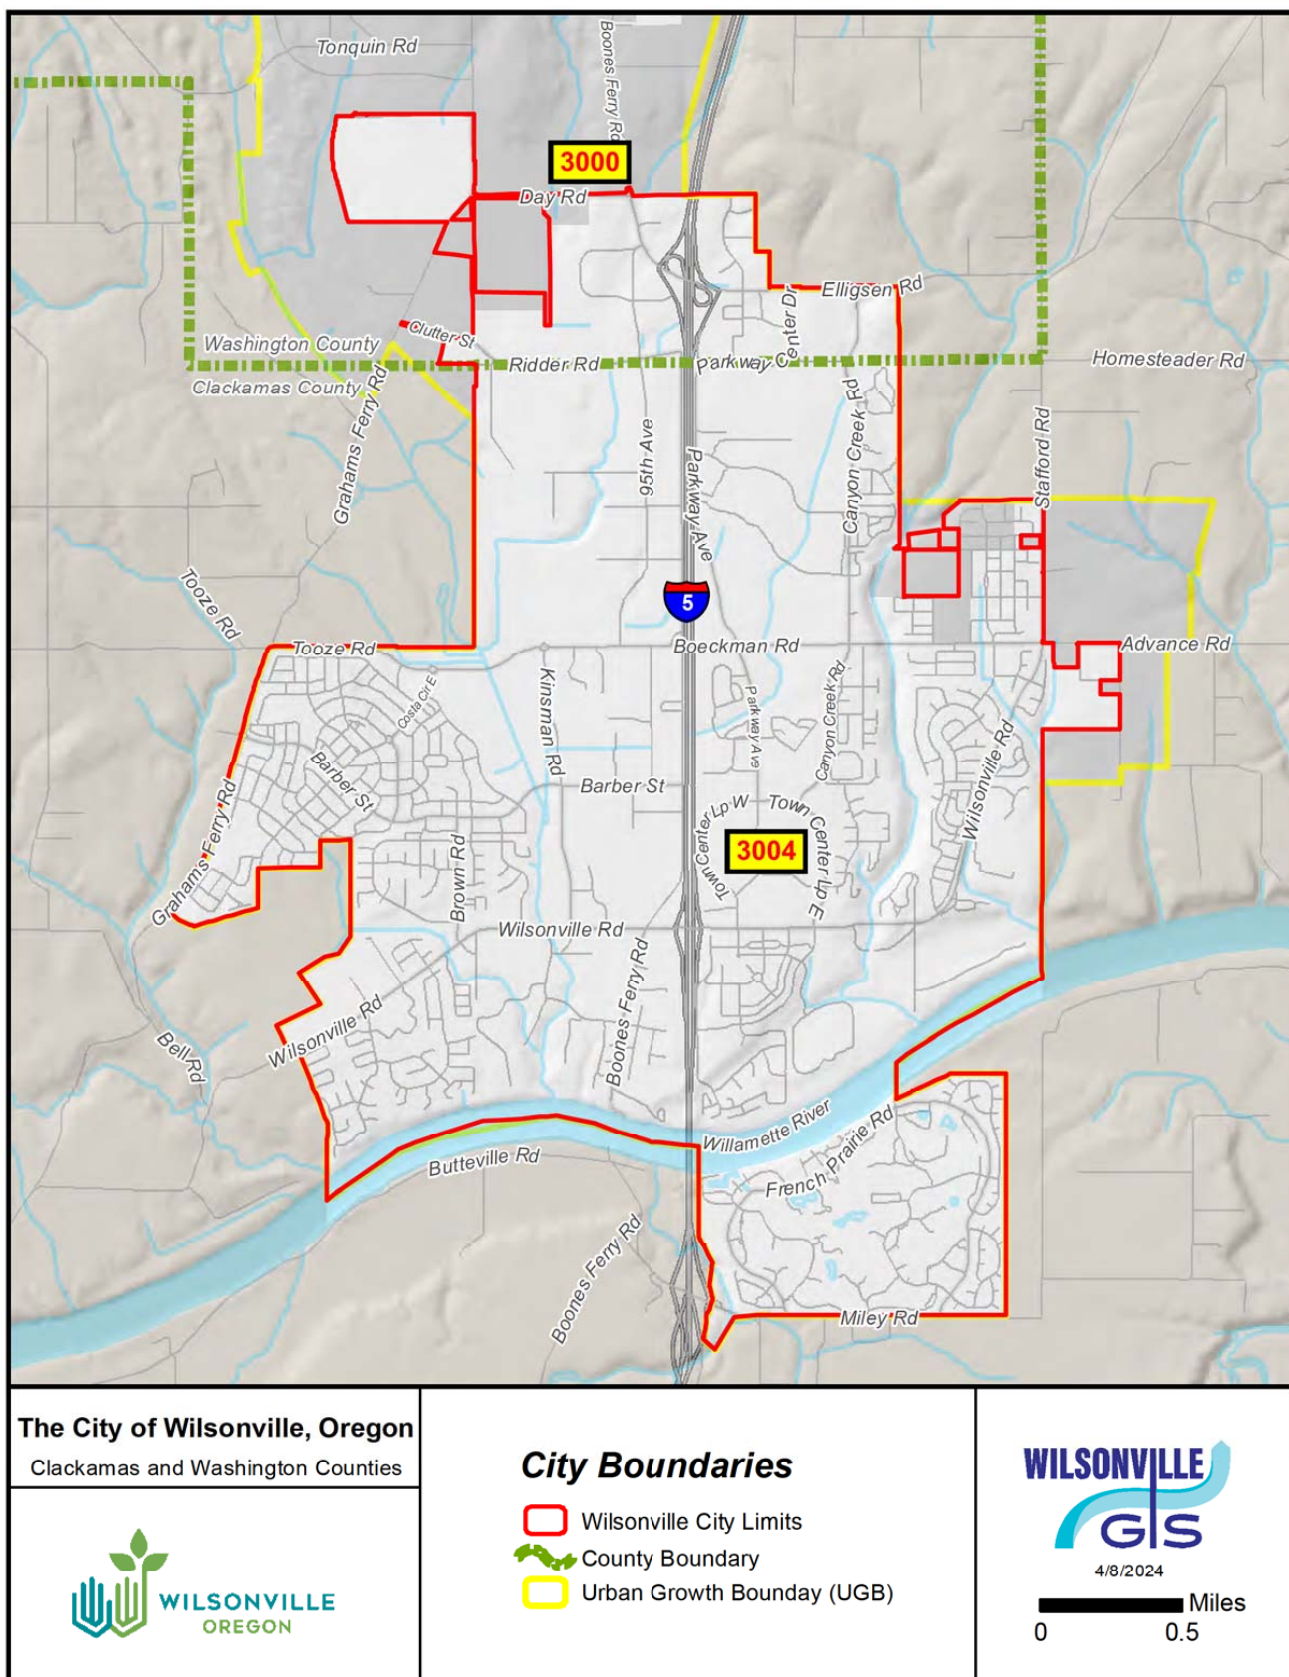 Tonquin Rd
Boones Ferry Rd
3000
Day Rd
Elligsen Rd
Clutter St
Washington County
Ridder Rd
Parkway Center Dr
Homesteader Rd
Clackamas County
Grahams Ferry Rd
95th Ave
Parkway Ave
Canyon Creek Rd
Stafford Rd
5
Tooze Rd
Tooze Rd
Boeckman Rd
Advance Rd
Costa Cir E
Kinsman Rd
Parkway Ave
Canyon Creek Rd
Wilsonville Rd
Barber St
Barber St
Grahams Ferry Rd
Town Center Lp W
Town Center Lp E
3004
Brown Rd
Wilsonville Rd
Boones Ferry Rd
Wilsonville Rd
Bell Rd
Willamette River
French Prairie Rd
Butteville Rd
Boones Ferry Rd
Miley Rd
The City of Wilsonville, Oregon
Clackamas and Washington Counties
WILSONVILLE
OREGON
City Boundaries
Wilsonville City Limits
County Boundary
Urban Growth Bounday (UGB)
WILSONVILLE
GIS
4/8/2024
Miles
0 0.5